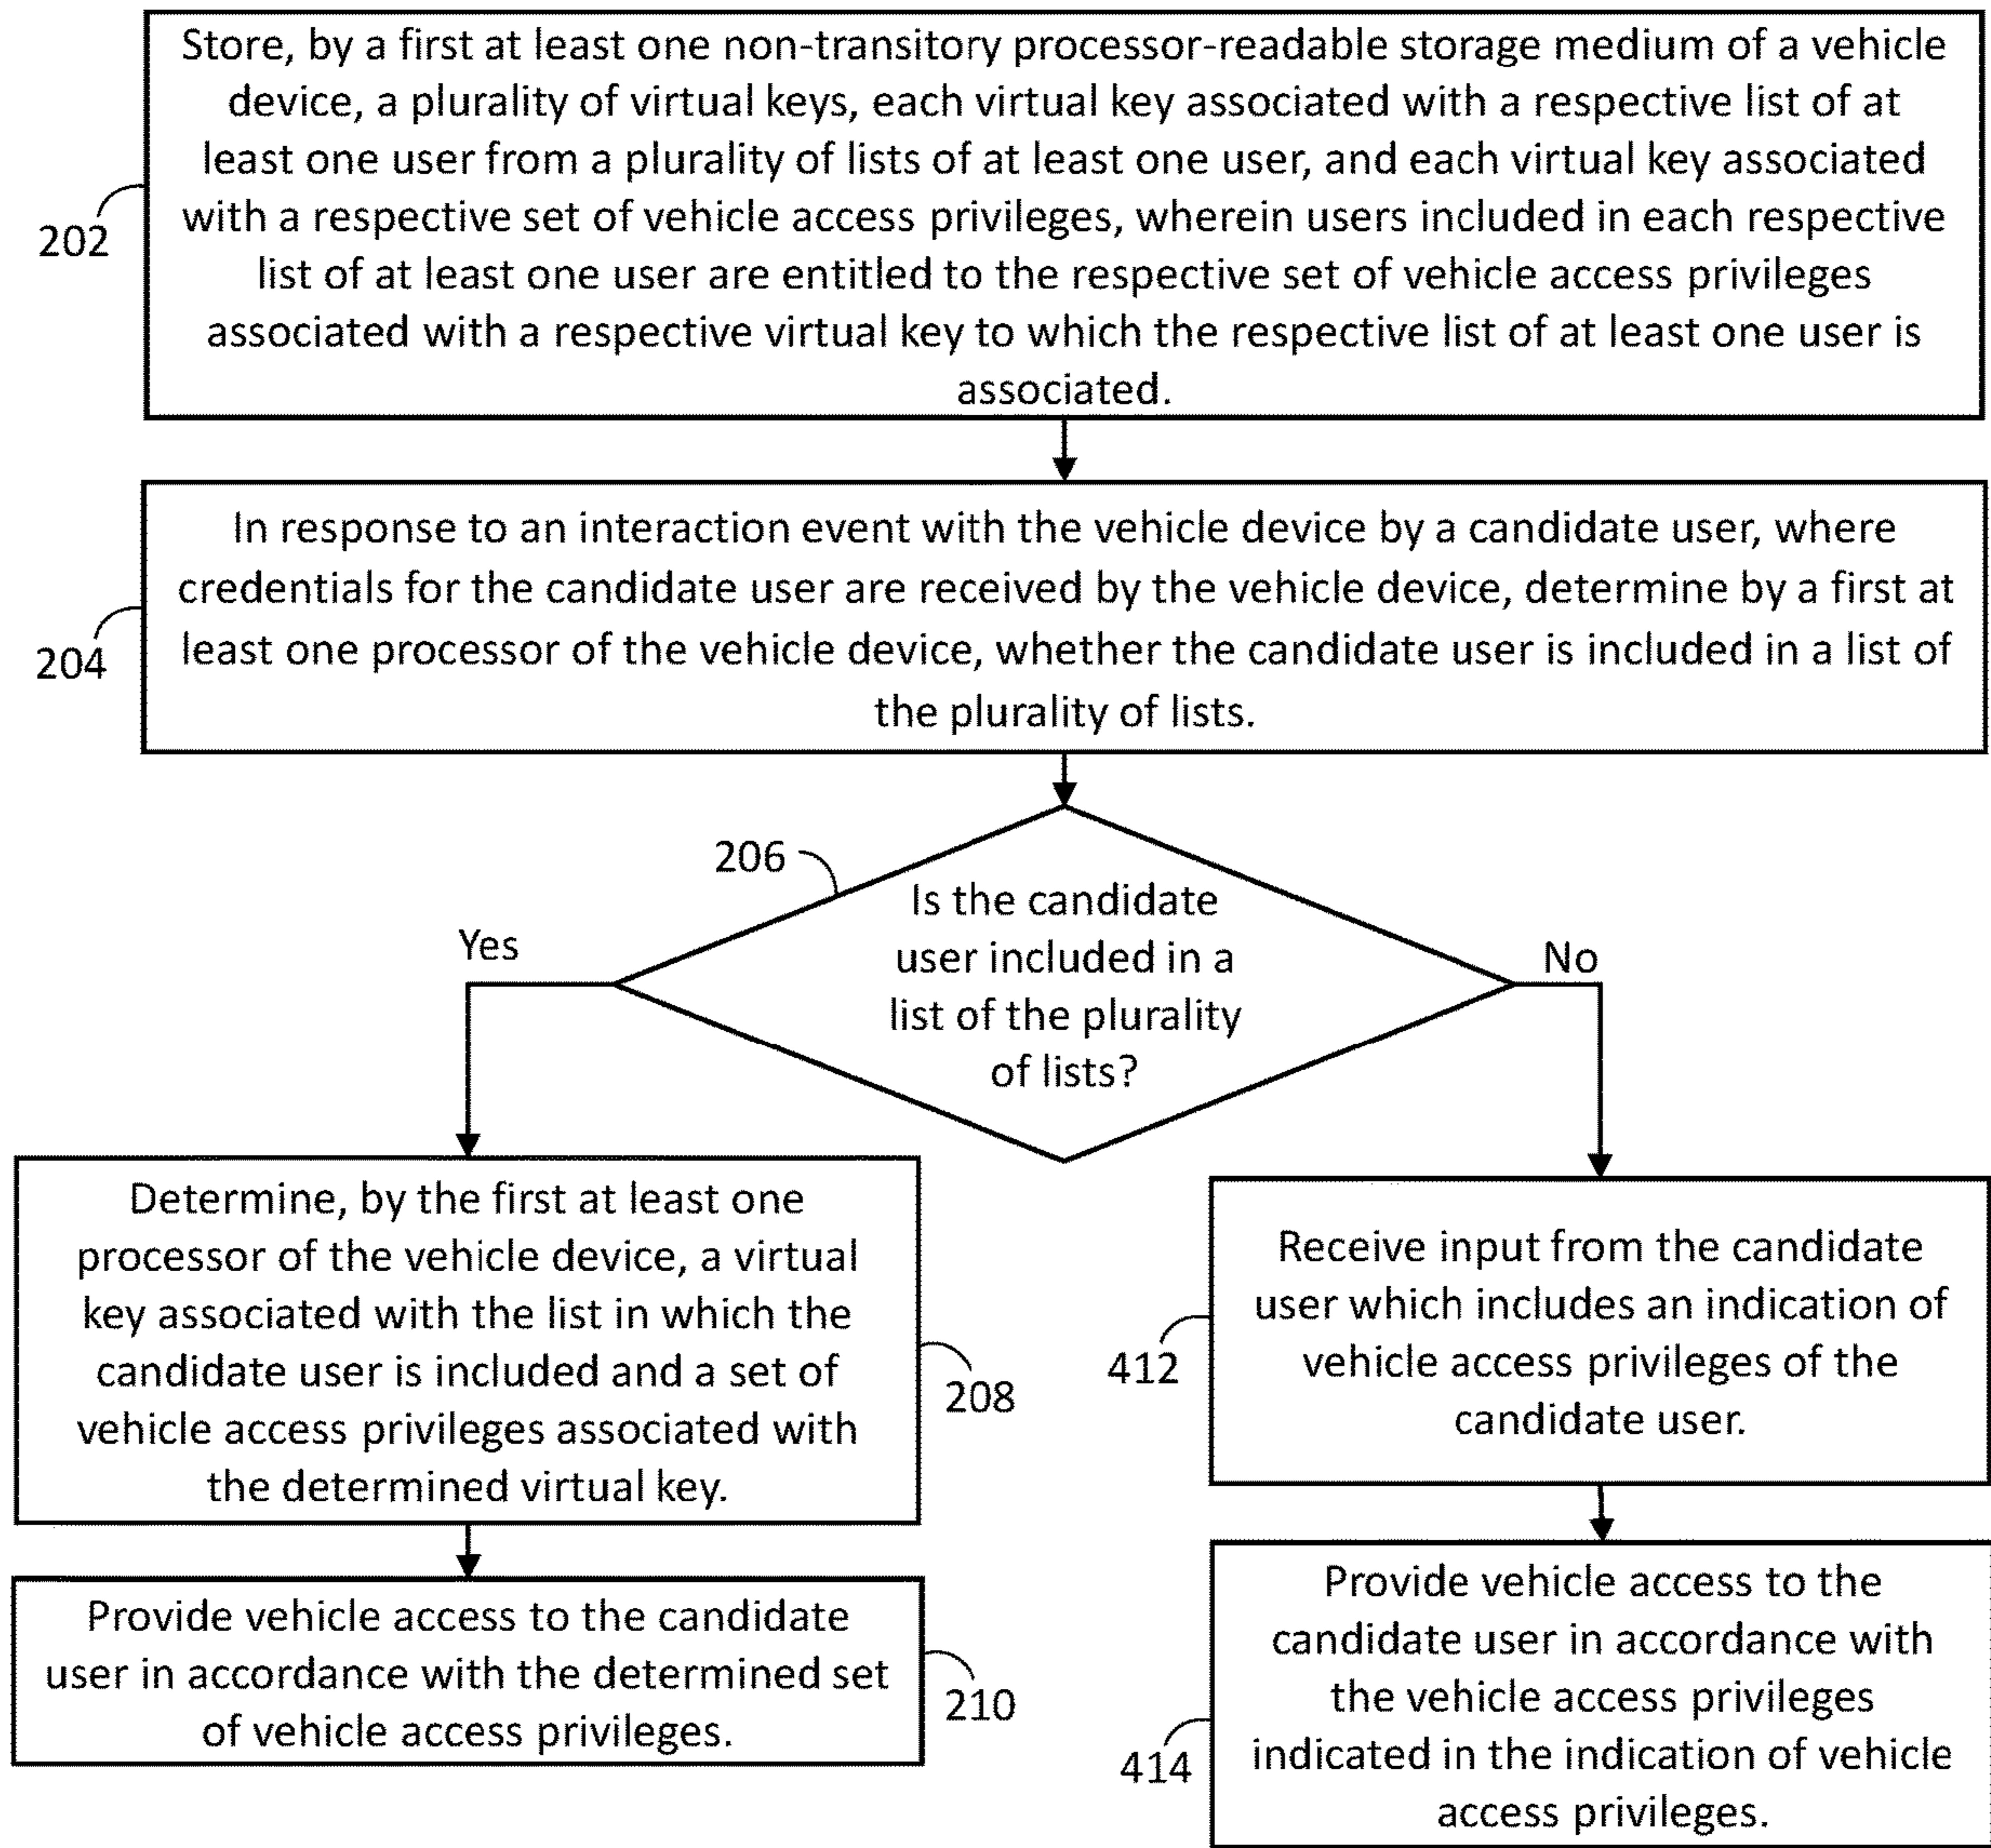 Store, by a first at least one non-transitory processor-readable storage medium of a vehicle
device, a plurality of virtual keys, each virtual key associated with a respective list of at
least one user from a plurality of lists of at least one user, and each virtual key associated
with a respective set of vehicle access privileges, wherein users included in each respective
list of at least one user are entitled to the respective set of vehicle access privileges
associated with a respective virtual key to which the respective list of at least one user is
associated.
202
In response to an interaction event with the vehicle device by a candidate user, where
credentials for the candidate user are received by the vehicle device, determine by a first at
least one processor of the vehicle device, whether the candidate user is included in a list of
the plurality of lists.
204
206
Is the candidate
user included in a
list of the plurality
of lists?
Yes
No
Determine, by the first at least one
processor of the vehicle device, a virtual
key associated with the list in which the
candidate user is included and a set of
vehicle access privileges associated with
the determined virtual key.
208
Provide vehicle access to the candidate
user in accordance with the determined set
of vehicle access privileges.
210
Receive input from the candidate
user which includes an indication of
vehicle access privileges of the
candidate user.
412
Provide vehicle access to the
candidate user in accordance with
the vehicle access privileges
indicated in the indication of vehicle
access privileges.
414